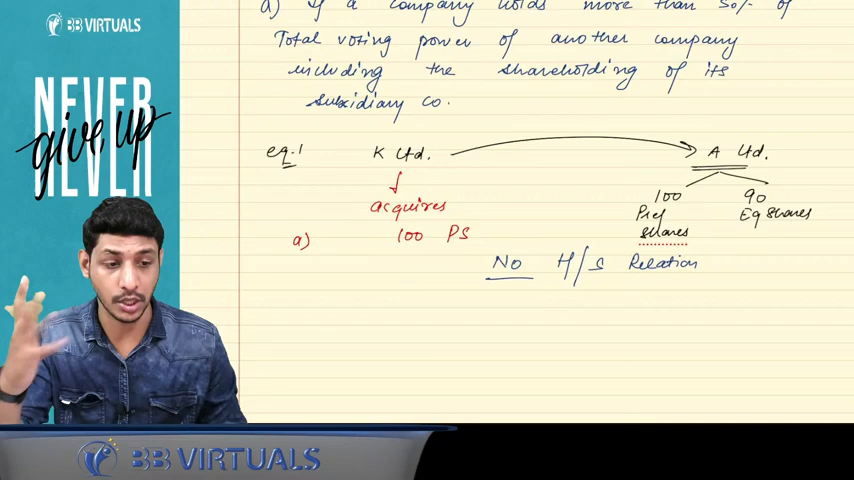 BB VIRTUALS
NEVER
give up
NEVER
a) If a company holds more than 50% of
Total voting power of another company
including the shareholding of its
subsidiary co.
eg.1 K Ltd. A Ltd.
acquires
100 90
Pref Eq Shares
shares
a) 100 PS
No H/S Relation
BB VIRTUALS